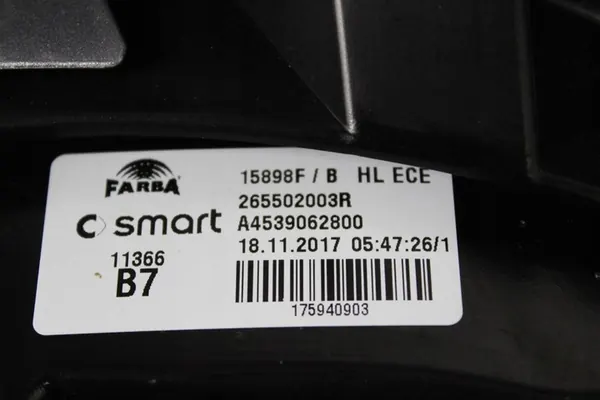 FARBA
smart
11366
B7
15898F / B HL ECE
265502003R
A4539062800
18.11.2017 05:47:26/1
175940903